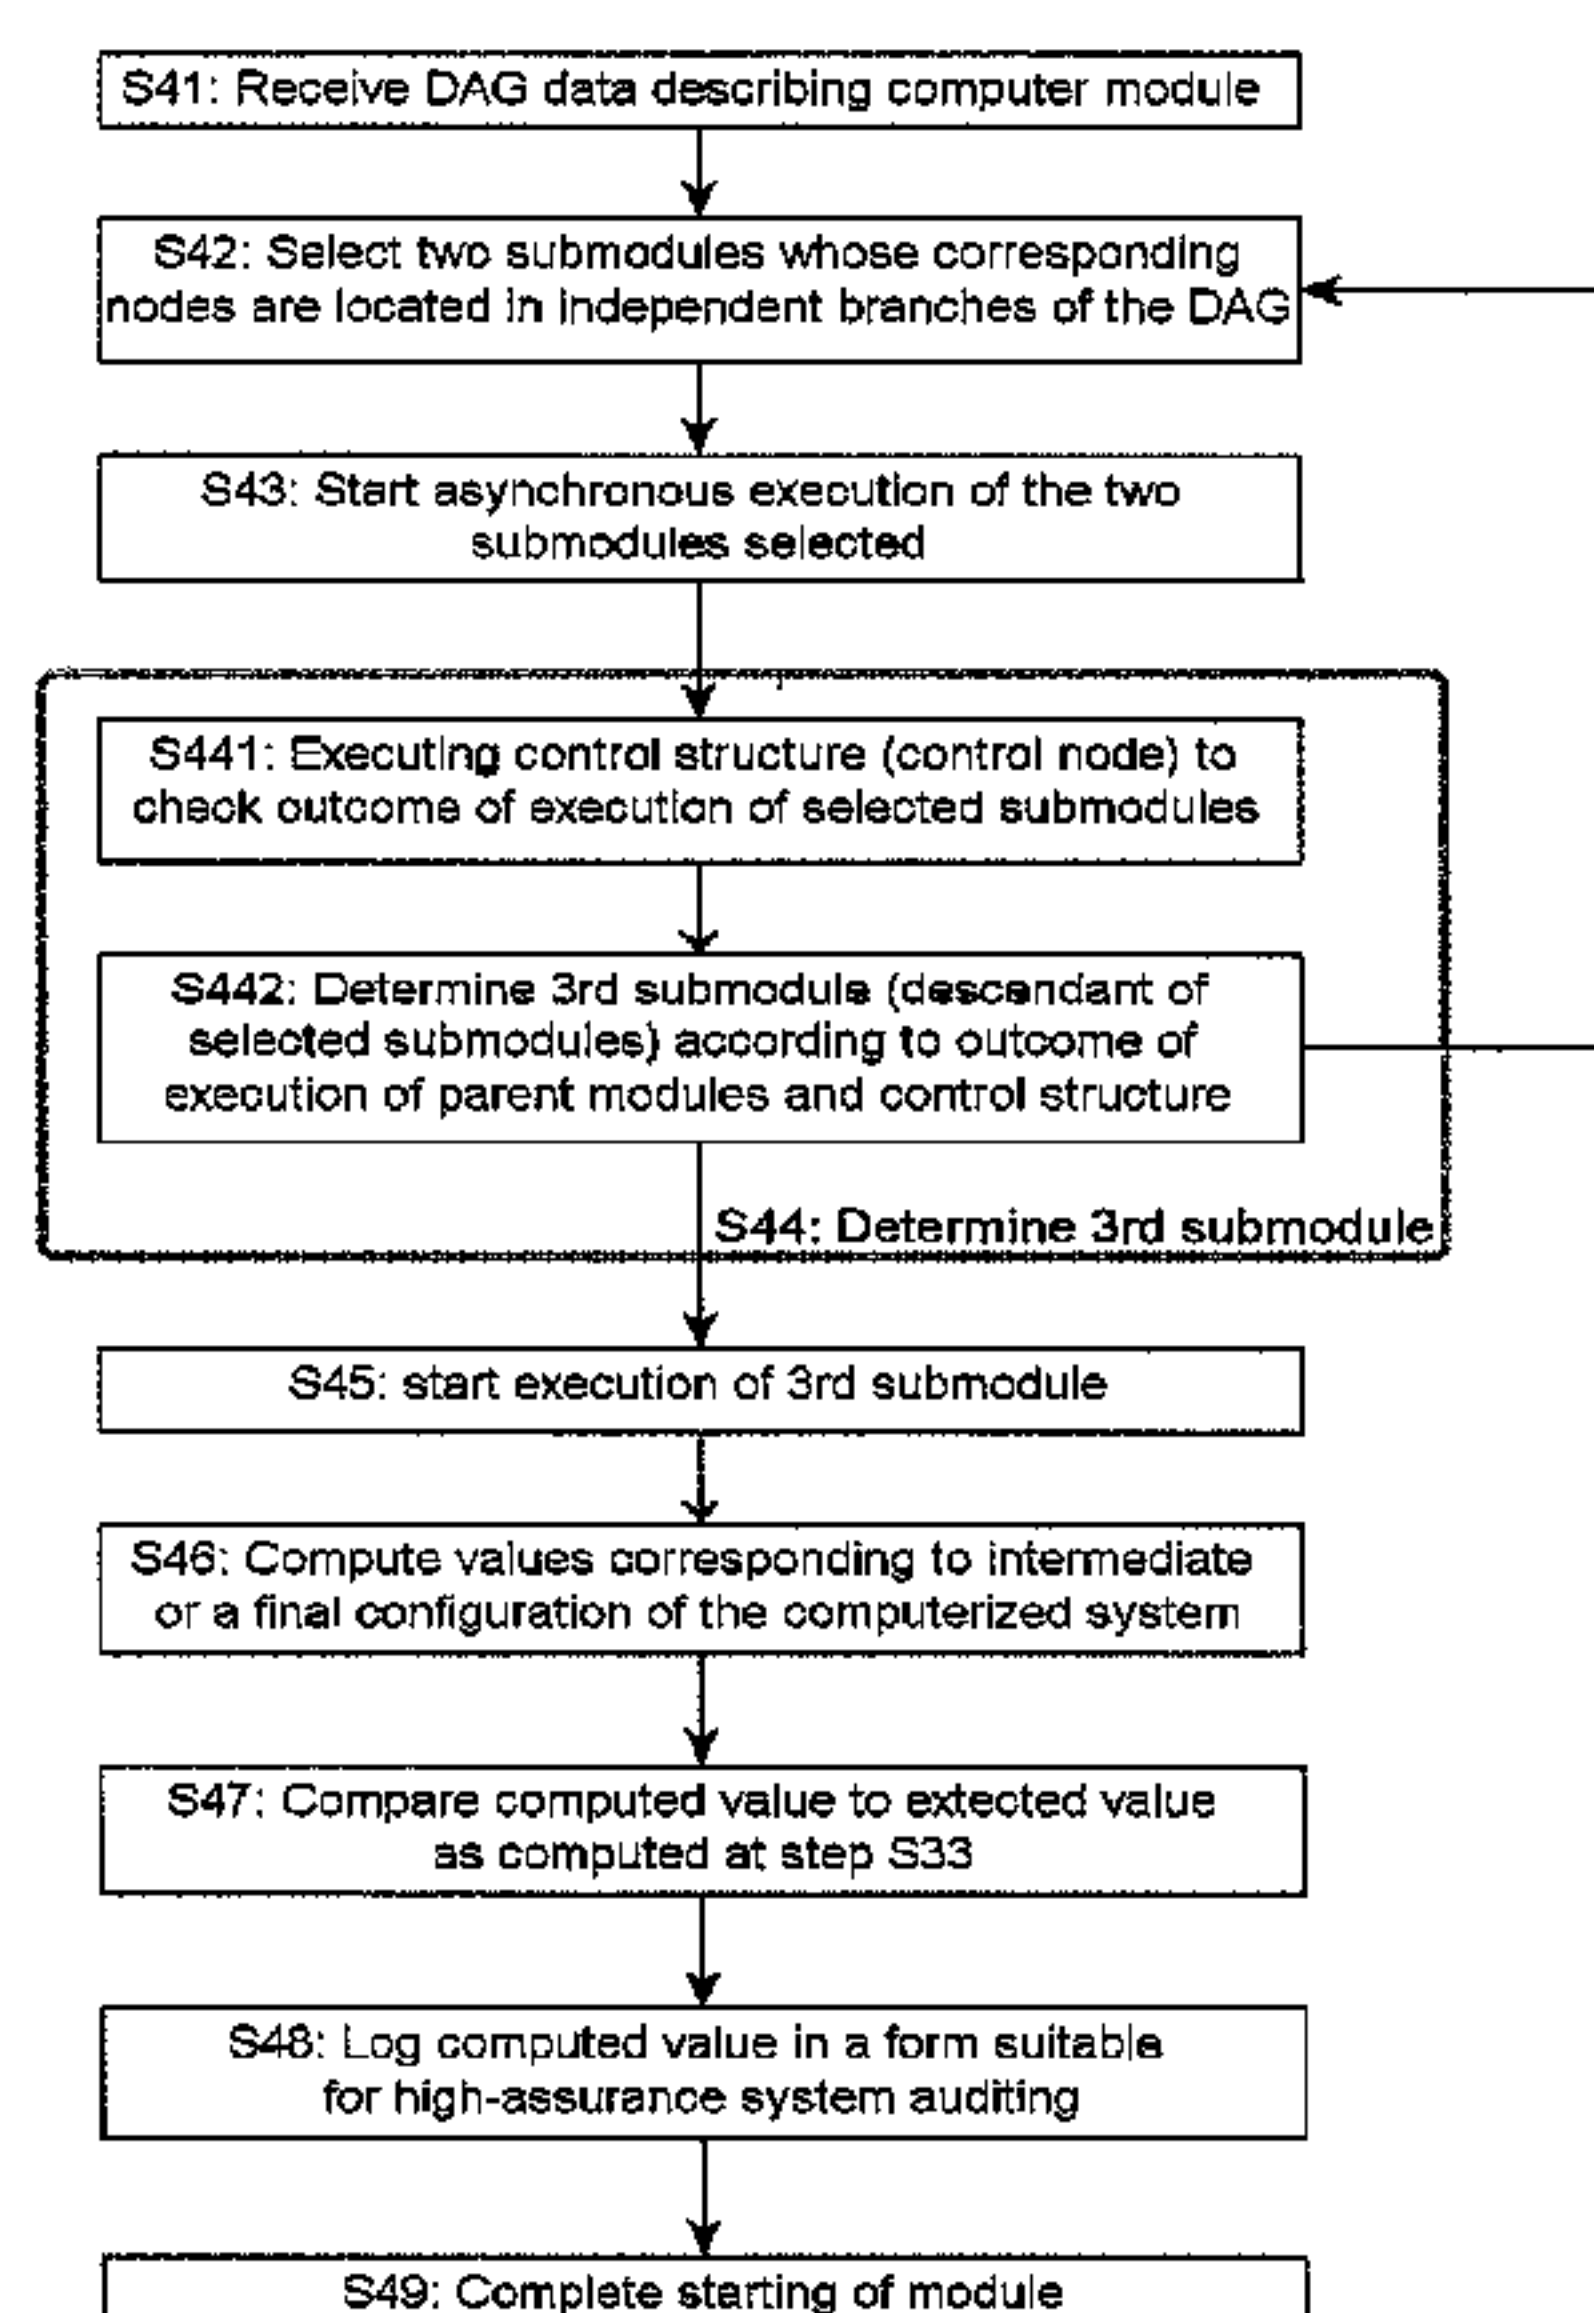 S41: Receive DAG data describing computer module
S42: Select two submodules whose corresponding
nodes are located in independent branches of the DAG
S43: Start asynchronous execution of the two
submodules selected
S441: Executing control structure (control node) to
check outcome of execution of selected submodules
S442: Determine 3rd submodule (descendant of
selected submodules) according to outcome of
execution of parent modules and control structure
S44: Determine 3rd submodule
S45: start execution of 3rd submodule
S46: Compute values corresponding to intermediate
or a final configuration of the computerized system
S47: Compare computed value to extected value
as computed at step S33
S48: Log computed value in a form suitable
for high-assurance system auditing
S49: Complete starting of module